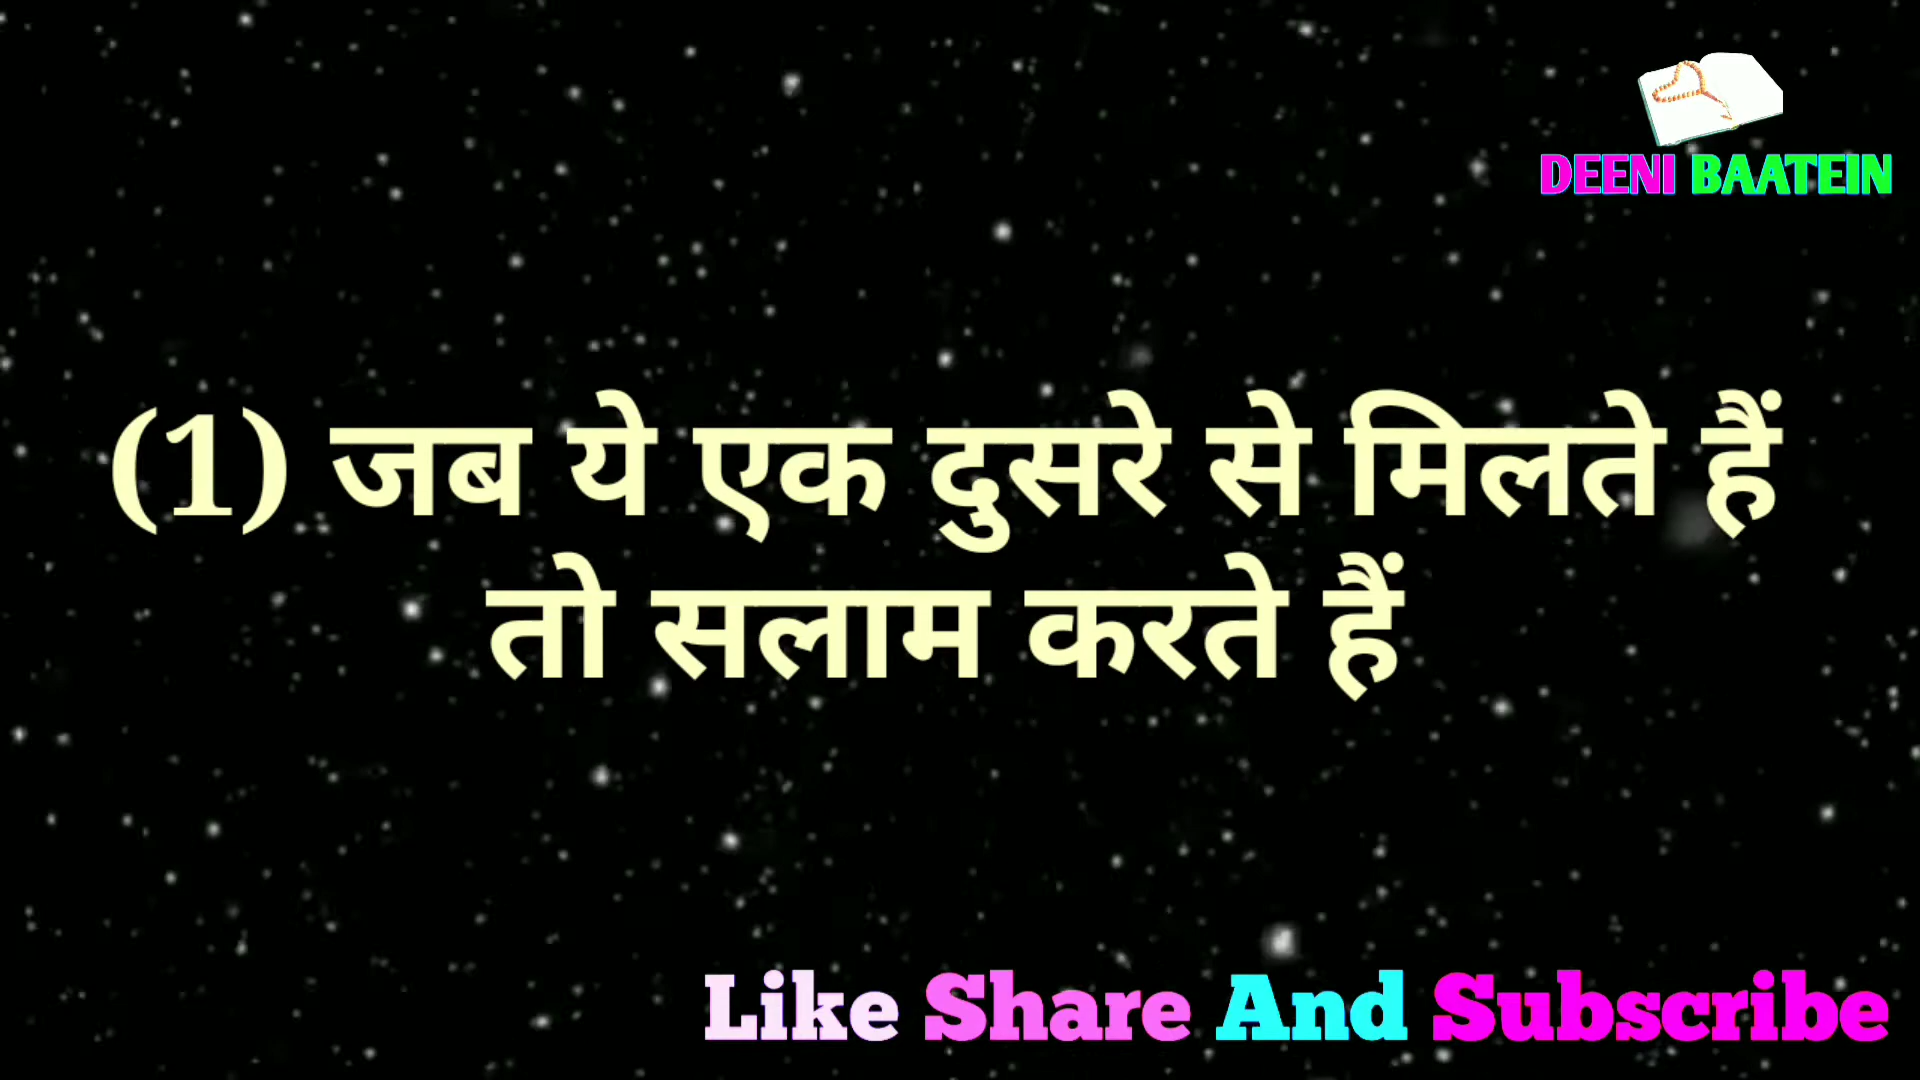 DEENI BAATEIN
(1) जब ये एक दुसरे से मिलते हैं
तो सलाम करते हैं
Like Share And Subscribe